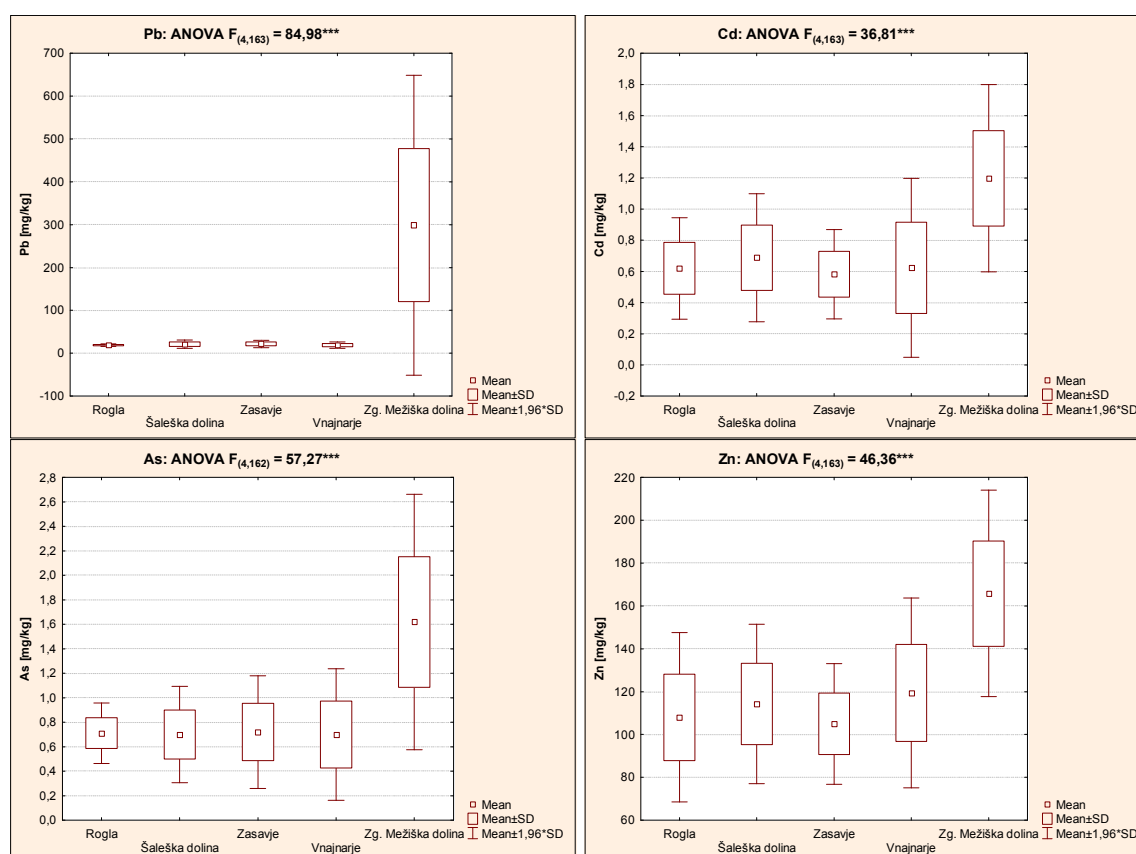 Pb: ANOVA F(4,163) = 84,98***
Pb [mg/kg]
700
600
500
400
300
200
100
0
-100
Rogla
Šaleška dolina
Zasavje
Vnajnarje
Zg. Mežiška dolina
Mean
Mean±SD
Mean±1,96*SD
Cd: ANOVA F(4,163) = 36,81***
Cd [mg/kg]
2,0
1,8
1,6
1,4
1,2
1,0
0,8
0,6
0,4
0,2
0,0
-0,2
Rogla
Šaleška dolina
Zasavje
Vnajnarje
Zg. Mežiška dolina
Mean
Mean±SD
Mean±1,96*SD
As: ANOVA F(4,162) = 57,27***
As [mg/kg]
2,8
2,6
2,4
2,2
2,0
1,8
1,6
1,4
1,2
1,0
0,8
0,6
0,4
0,2
0,0
Rogla
Šaleška dolina
Zasavje
Vnajnarje
Zg. Mežiška dolina
Mean
Mean±SD
Mean±1,96*SD
Zn: ANOVA F(4,163) = 46,36***
Zn [mg/kg]
220
200
180
160
140
120
100
80
60
Rogla
Šaleška dolina
Zasavje
Vnajnarje
Zg. Mežiška dolina
Mean
Mean±SD
Mean±1,96*SD